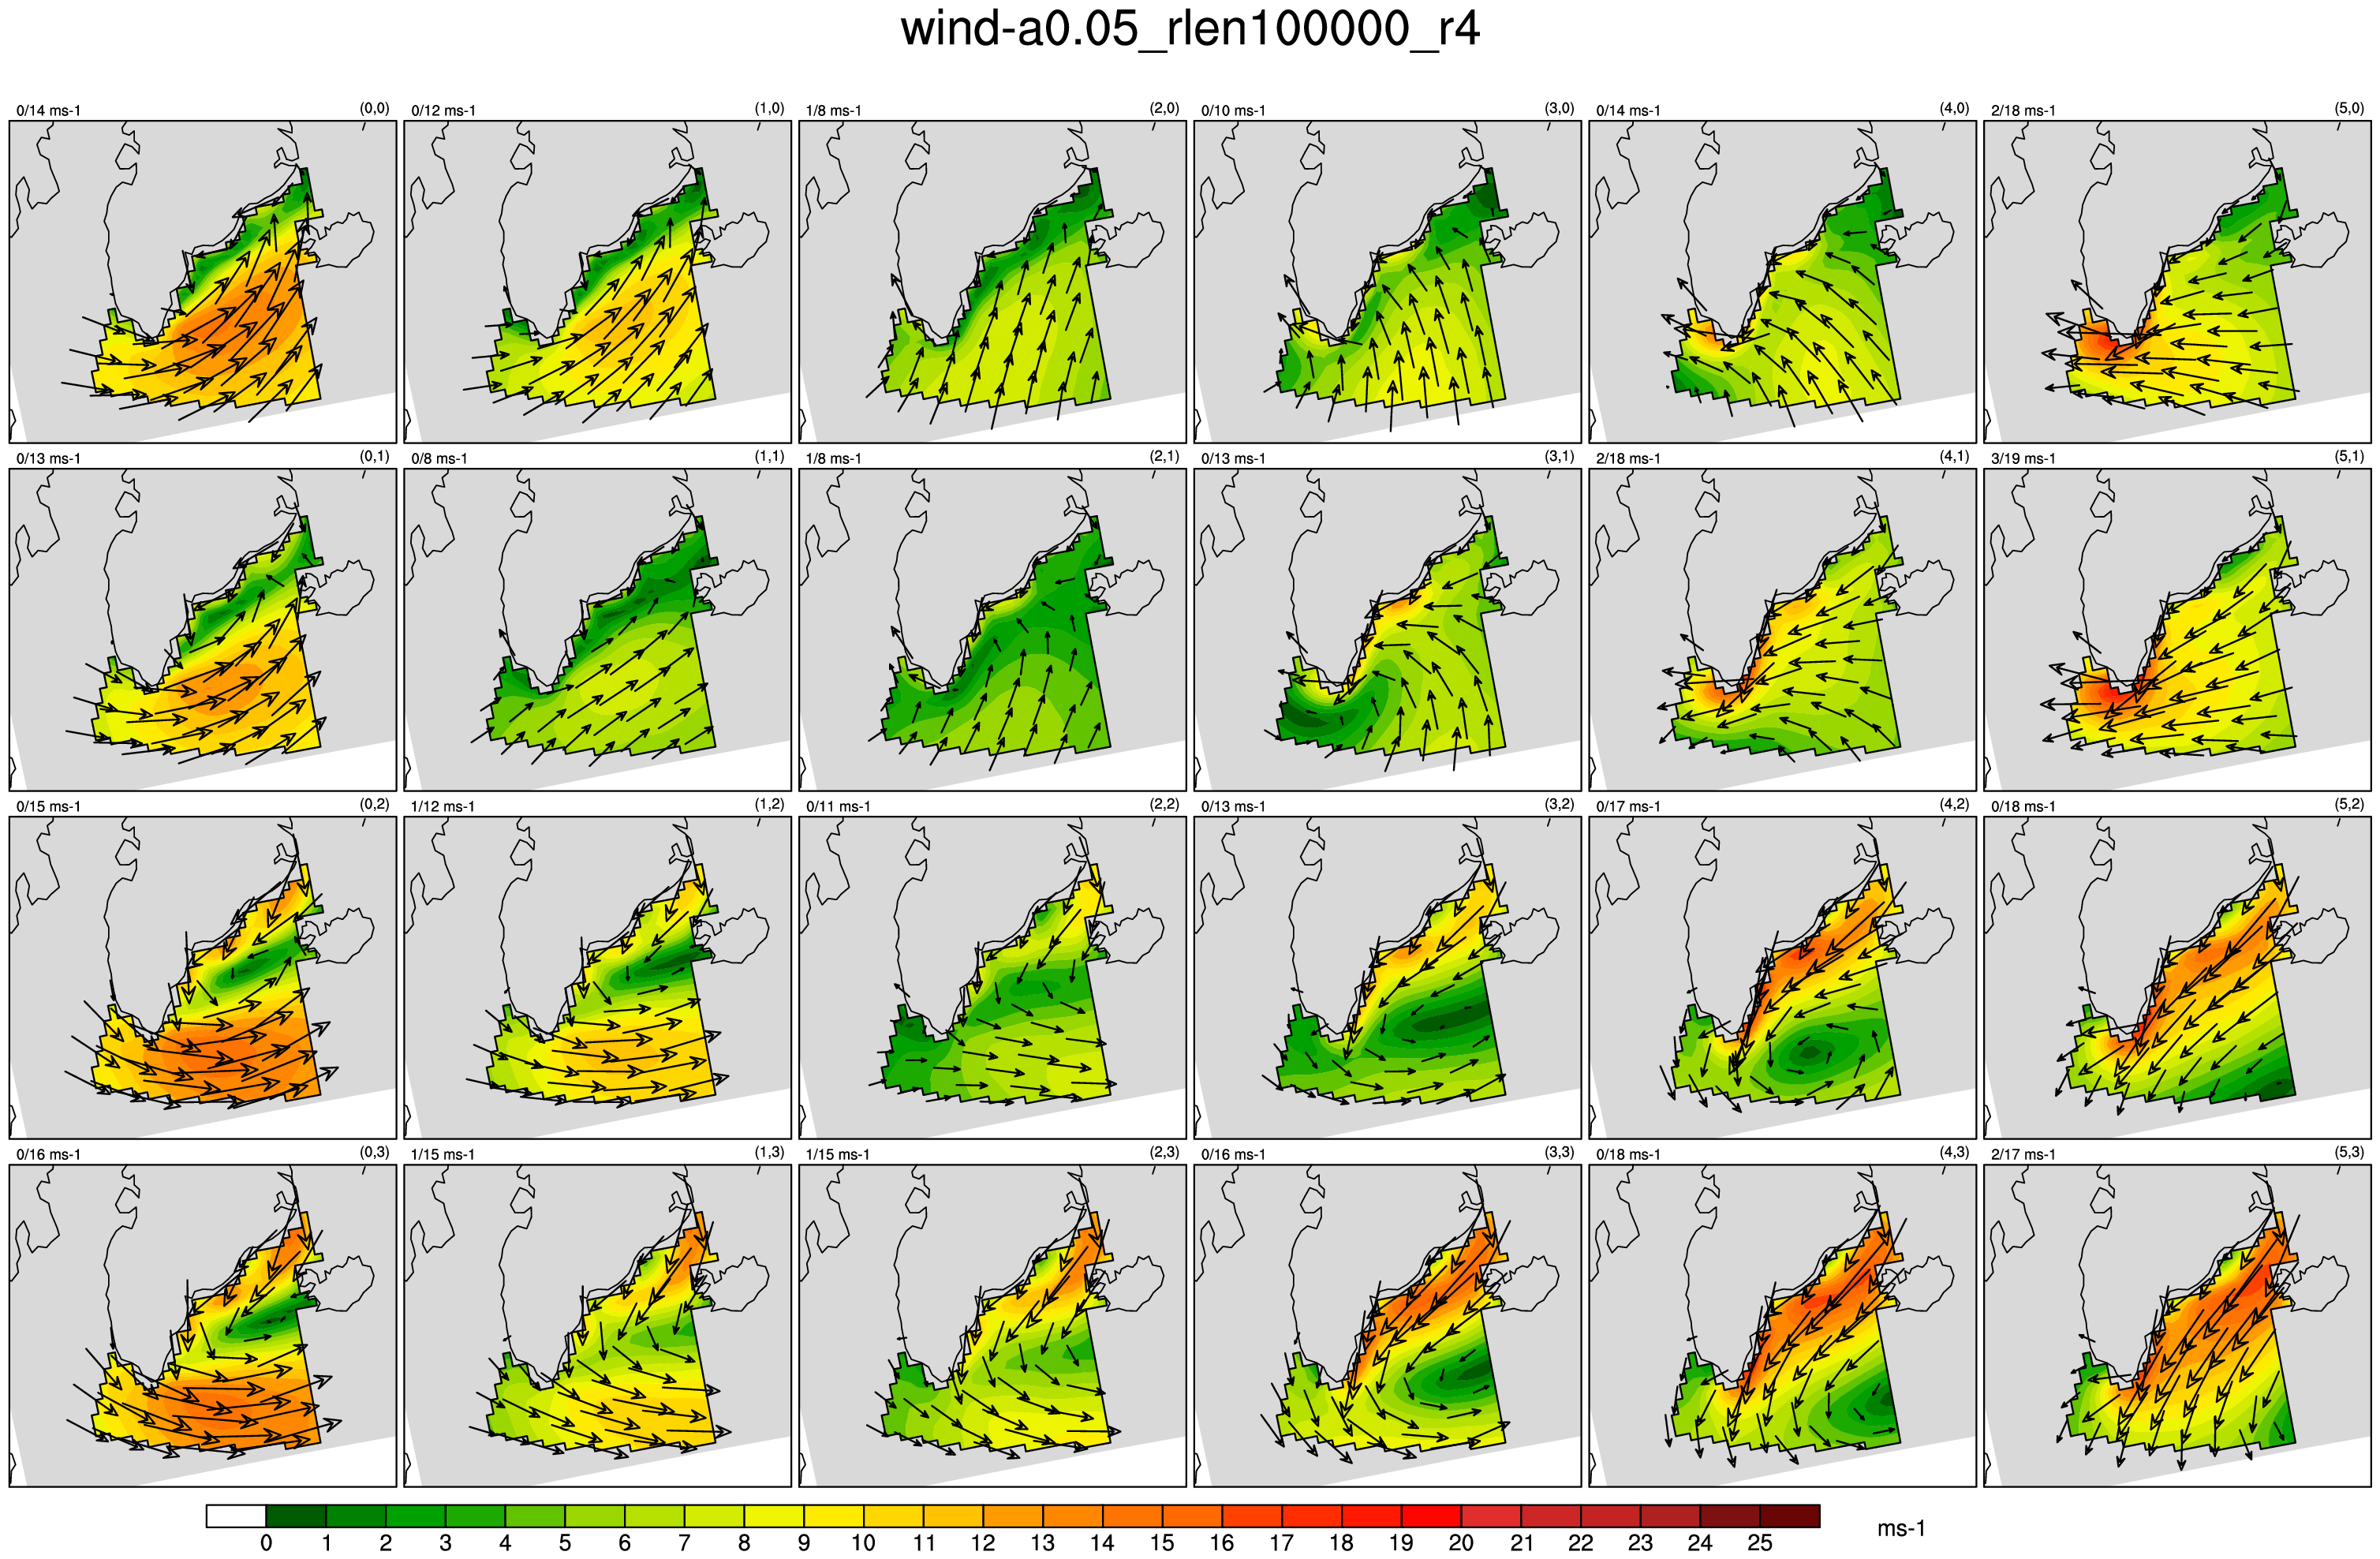 wind-a0.05_rlen100000_r4
0/14 ms-1 (0,0) 0/12 ms-1 (1,0) 1/8 ms-1 (2,0) 0/10 ms-1 (3,0) 0/14 ms-1 (4,0) 2/18 ms-1 (5,0)
0/13 ms-1 (0,1) 0/8 ms-1 (1,1) 1/8 ms-1 (2,1) 0/13 ms-1 (3,1) 2/18 ms-1 (4,1) 3/19 ms-1 (5,1)
0/15 ms-1 (0,2) 1/12 ms-1 (1,2) 0/11 ms-1 (2,2) 0/13 ms-1 (3,2) 0/17 ms-1 (4,2) 0/18 ms-1 (5,2)
0/16 ms-1 (0,3) 1/15 ms-1 (1,3) 1/15 ms-1 (2,3) 0/16 ms-1 (3,3) 0/18 ms-1 (4,3) 2/17 ms-1 (5,3)
0 1 2 3 4 5 6 7 8 9 10 11 12 13 14 15 16 17 18 19 20 21 22 23 24 25 ms-1